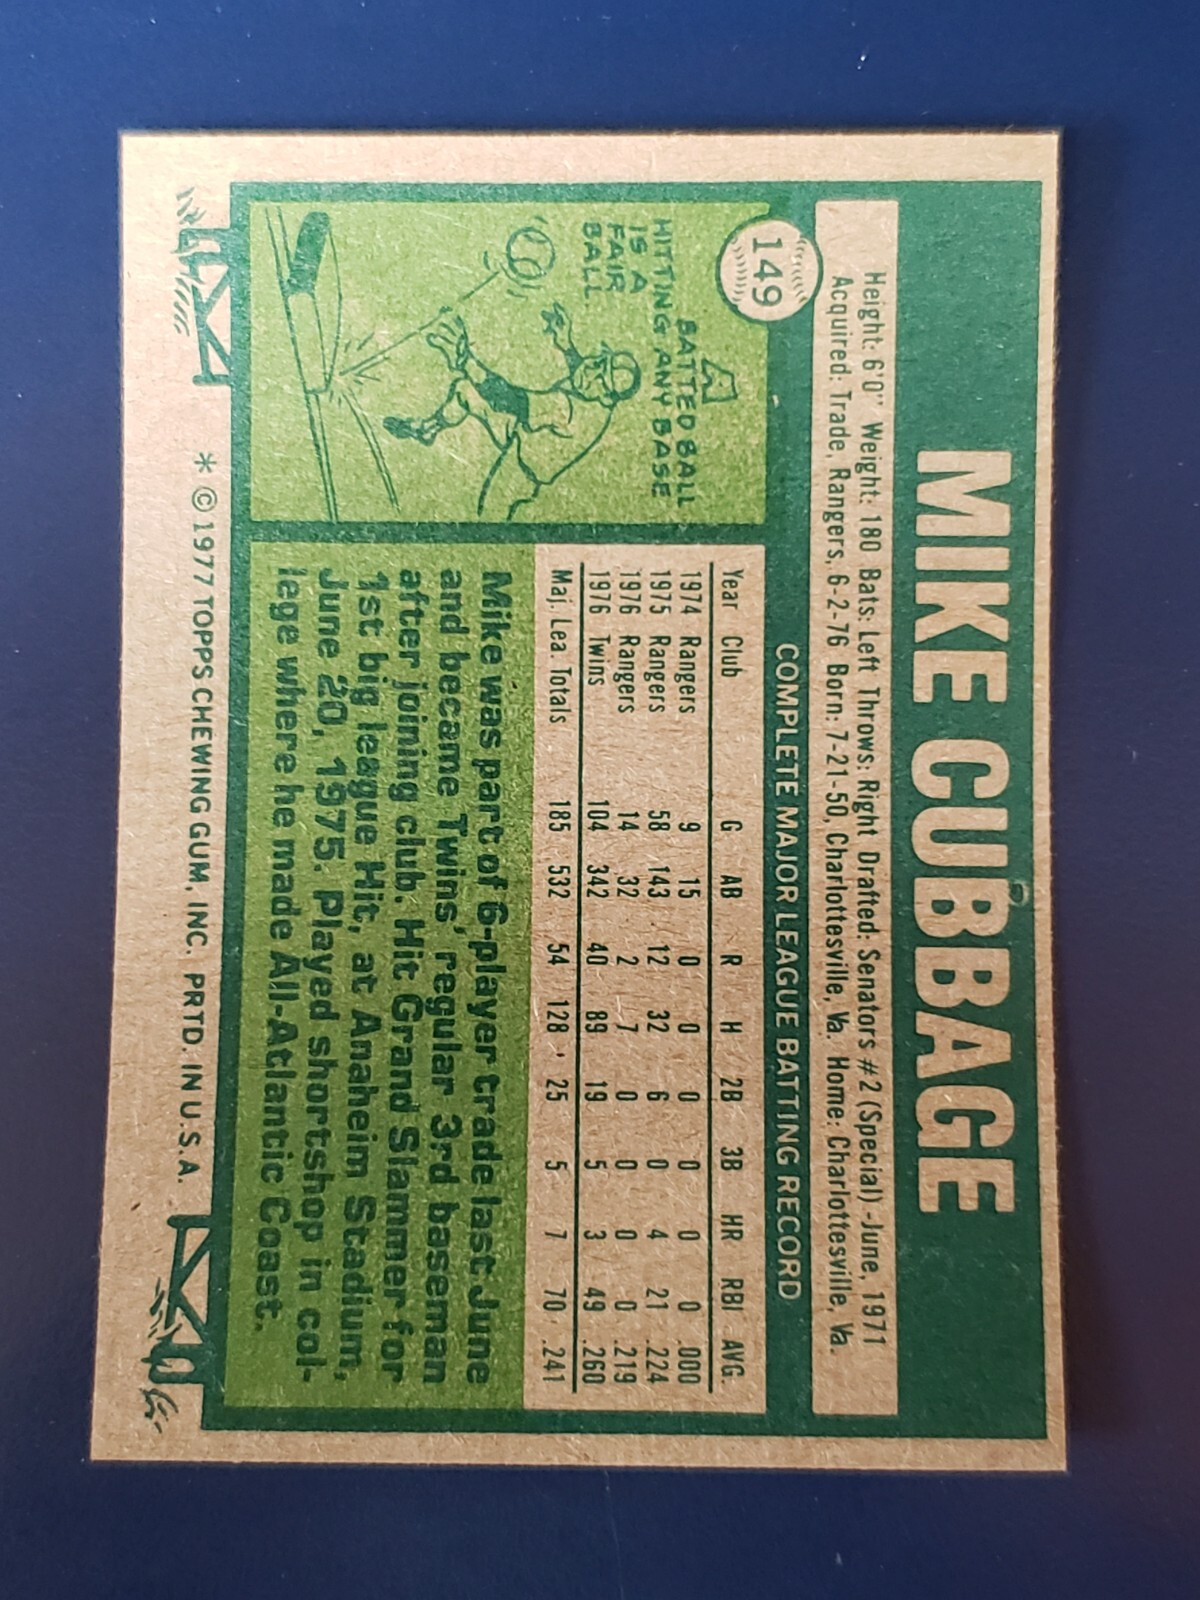 MIKE CUBBAGE
Height: 6'0" Weight: 180 Bats: Left Throws: Right Drafted: Senators #2 (Special)-June, 1971
Acquired: Trade, Rangers, 6-2-76 Born: 7-21-50, Charlottesville, Va. Home: Charlottesville, Va.
149
COMPLETE MAJOR LEAGUE BATTING RECORD
A
BATTED BALL
HITTING ANY BASE
IS A
FAIR
BALL
Year Club G AB R H 2B 3B HR RBI AVG.
1974 Rangers 9 15 0 0 0 0 0 0 .000
1975 Rangers 58 143 12 32 6 0 4 21 .224
1976 Rangers 14 32 2 7 0 0 0 0 .219
1976 Twins 104 342 40 89 19 5 3 49 .260
Maj. Lea. Totals 185 532 54 128 25 5 7 70 .241
Mike was part of 6-player trade last June
and became Twins' regular 3rd baseman
after joining club. Hit Grand Slammer for
1st big league Hit, at Anaheim Stadium,
June 20, 1975. Played shortshop in col-
lege where he made All-Atlantic Coast.
* © 1977 TOPPS CHEWING GUM, INC. PRTD. IN U.S.A.